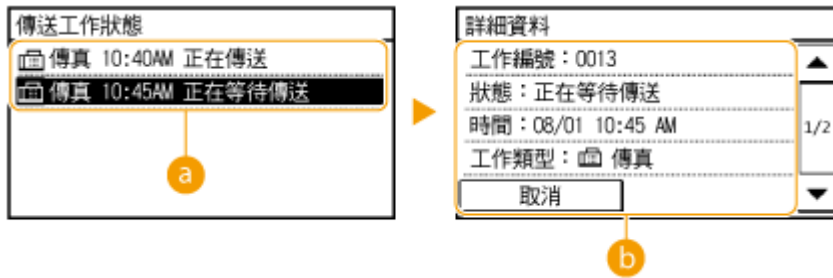 傳送工作狀態
傳真 10:40AM 正在傳送
傳真 10:45AM 正在等待傳送
a
詳細資料
工作編號：0013
狀態：正在等待傳送
時間：08/01 10:45 AM
1/2
工作類型： 傳真
取消
b